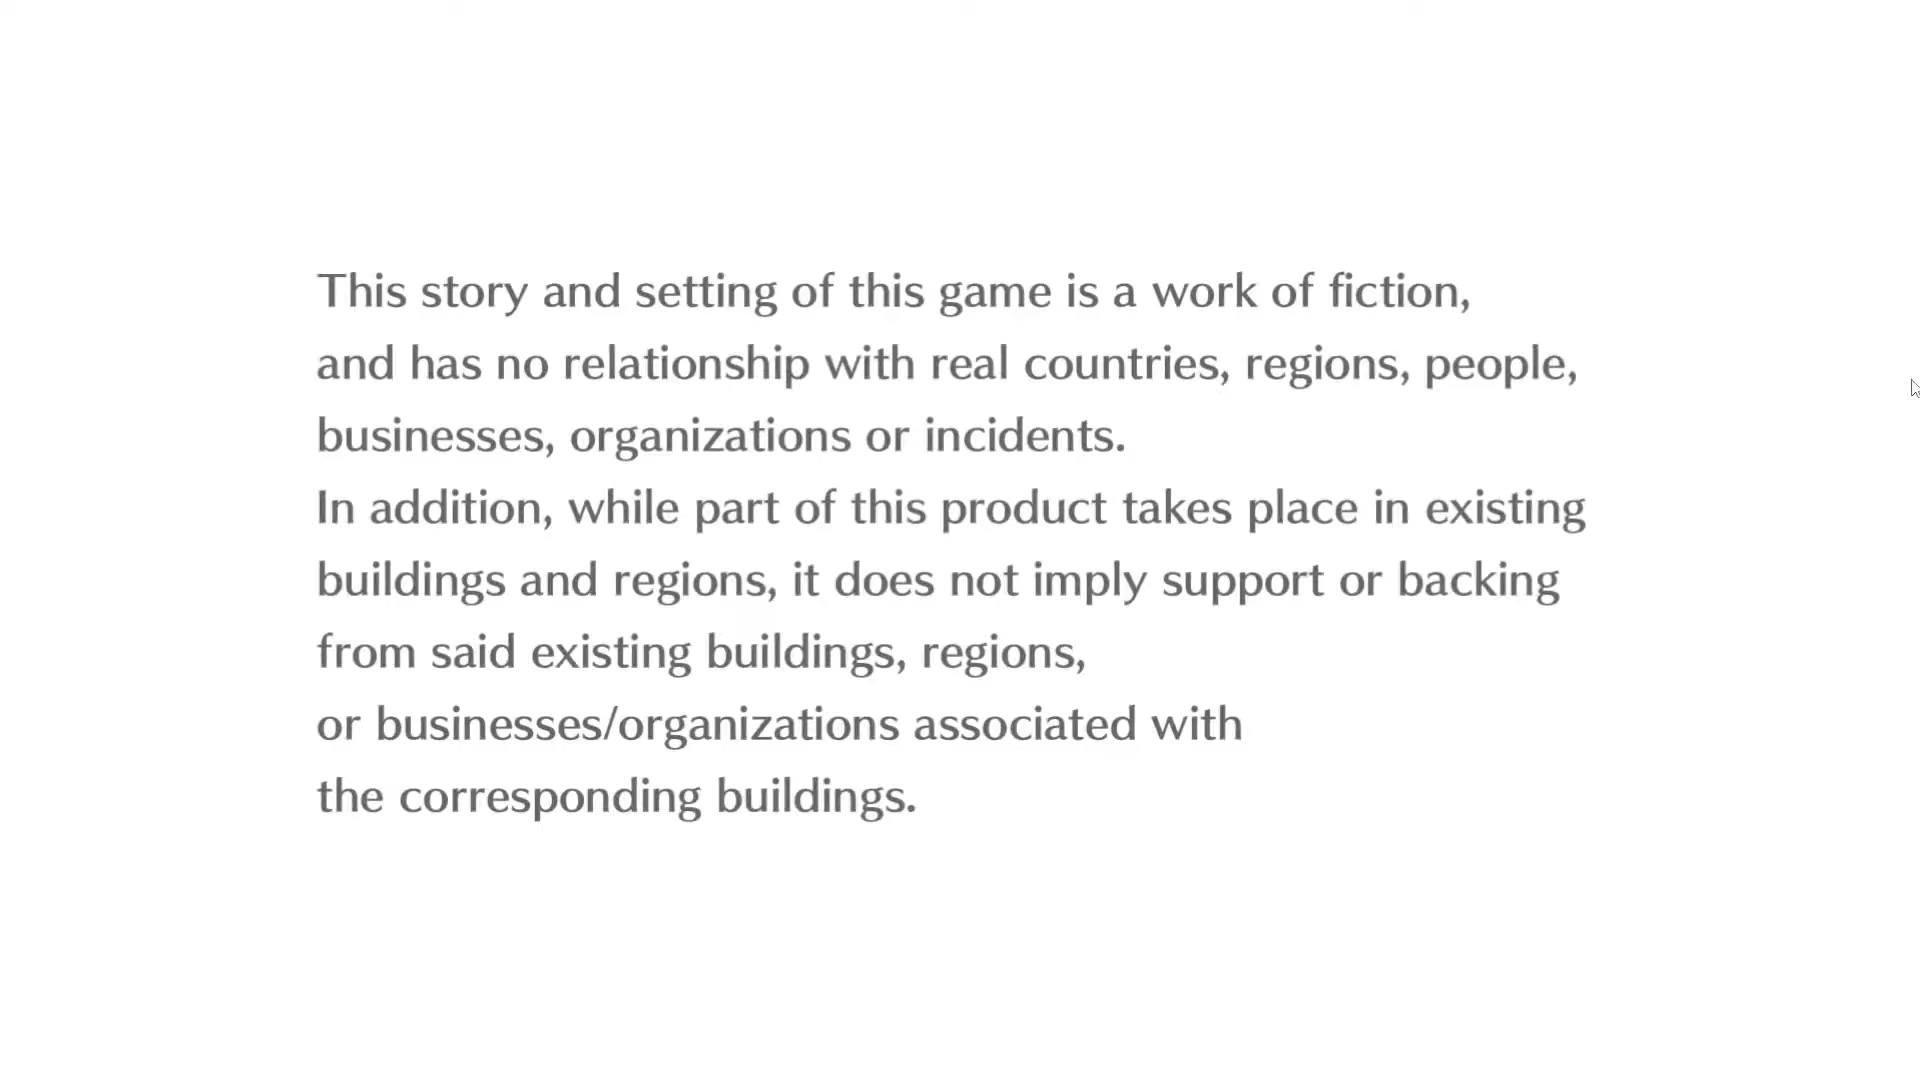 This story and setting of this game is a work of fiction,
and has no relationship with real countries, regions, people,
businesses, organizations or incidents.
In addition, while part of this product takes place in existing
buildings and regions, it does not imply support or backing
from said existing buildings, regions,
or businesses/organizations associated with
the corresponding buildings.